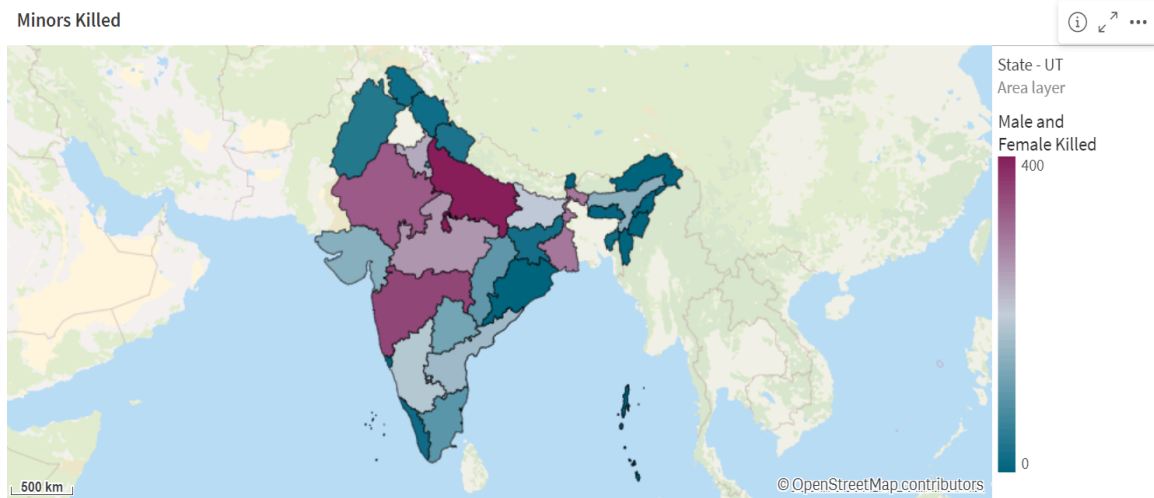 Minors Killed
State - UT
Area layer
Male and
Female Killed
400
0
500 km
© OpenStreetMap contributors